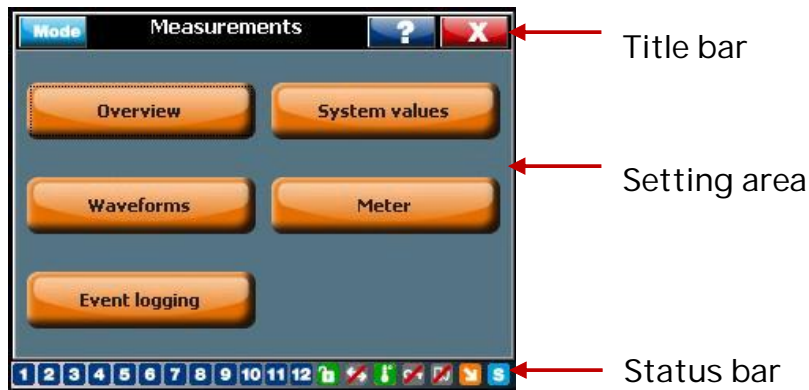 Mode Measurements ? X
Title bar
Overview System values
Setting area
Waveforms Meter
Event logging
1 2 3 4 5 6 7 8 9 10 11 12 S
Status bar